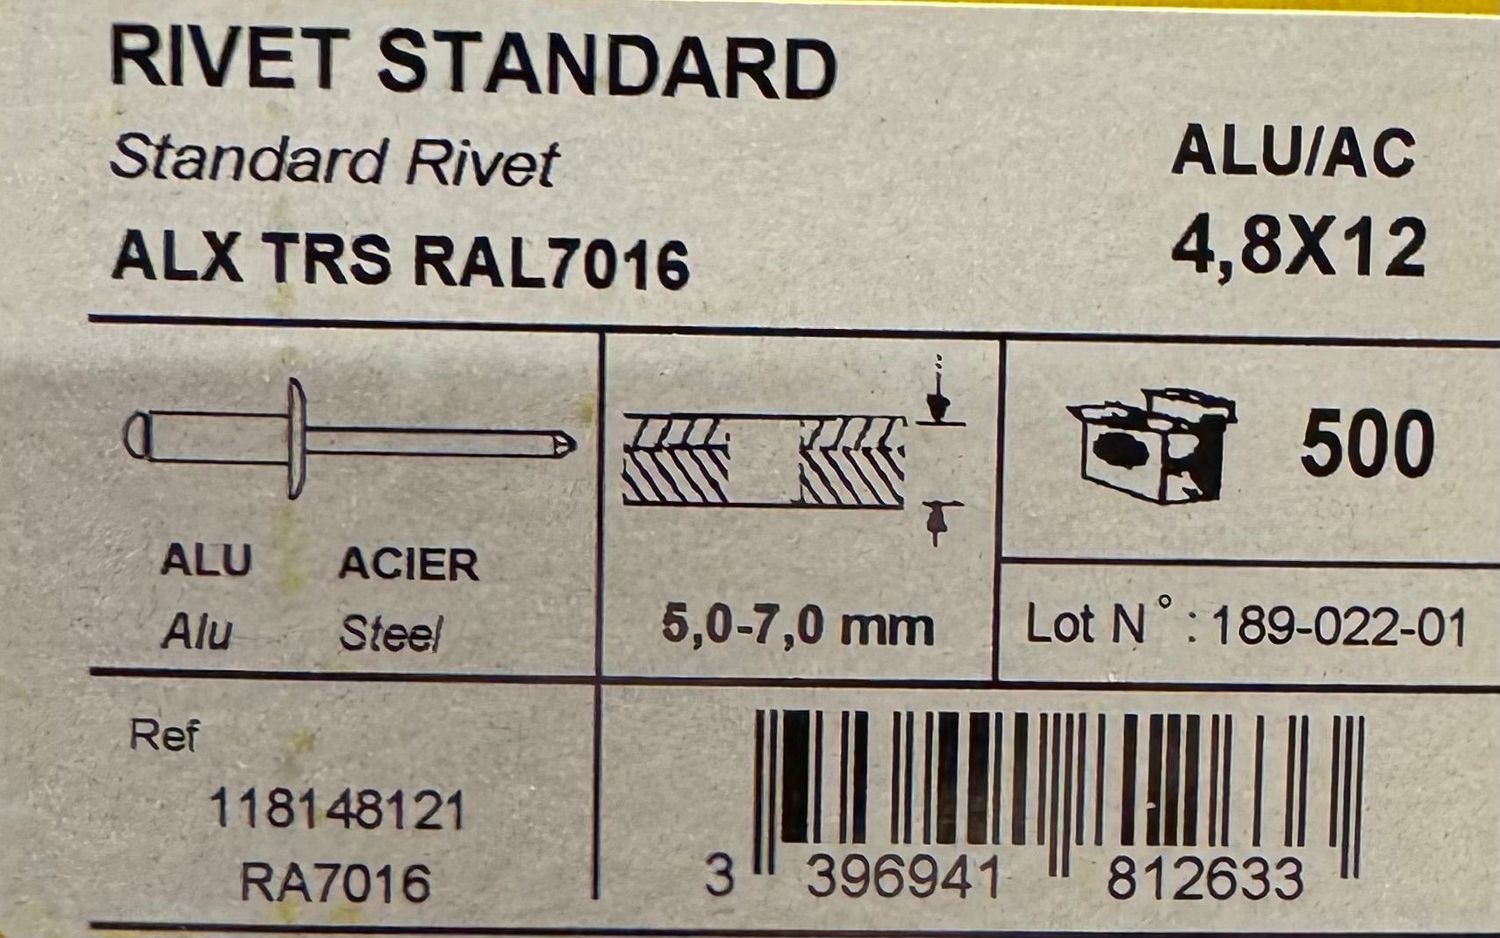 RIVET STANDARD
Standard Rivet
ALU/AC
ALX TRS RAL7016
4,8X12
500
ALU ACIER
Alu Steel
5,0-7,0 mm
Lot N° : 189-022-01
Ref
118148121
RA7016
3 396941 812633